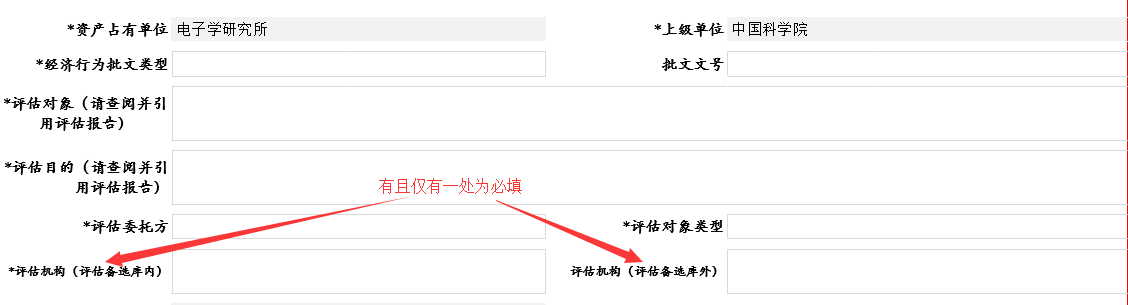 *资产占有单位 电子学研究所 *上级单位 中国科学院
*经济行为批文类型 批文文号
*评估对象（请查阅并引
用评估报告）
*评估目的（请查阅并引
用评估报告）
有且仅有一处为必填
*评估委托方 *评估对象类型
*评估机构（评估备选库内） 评估机构（评估备选库外）